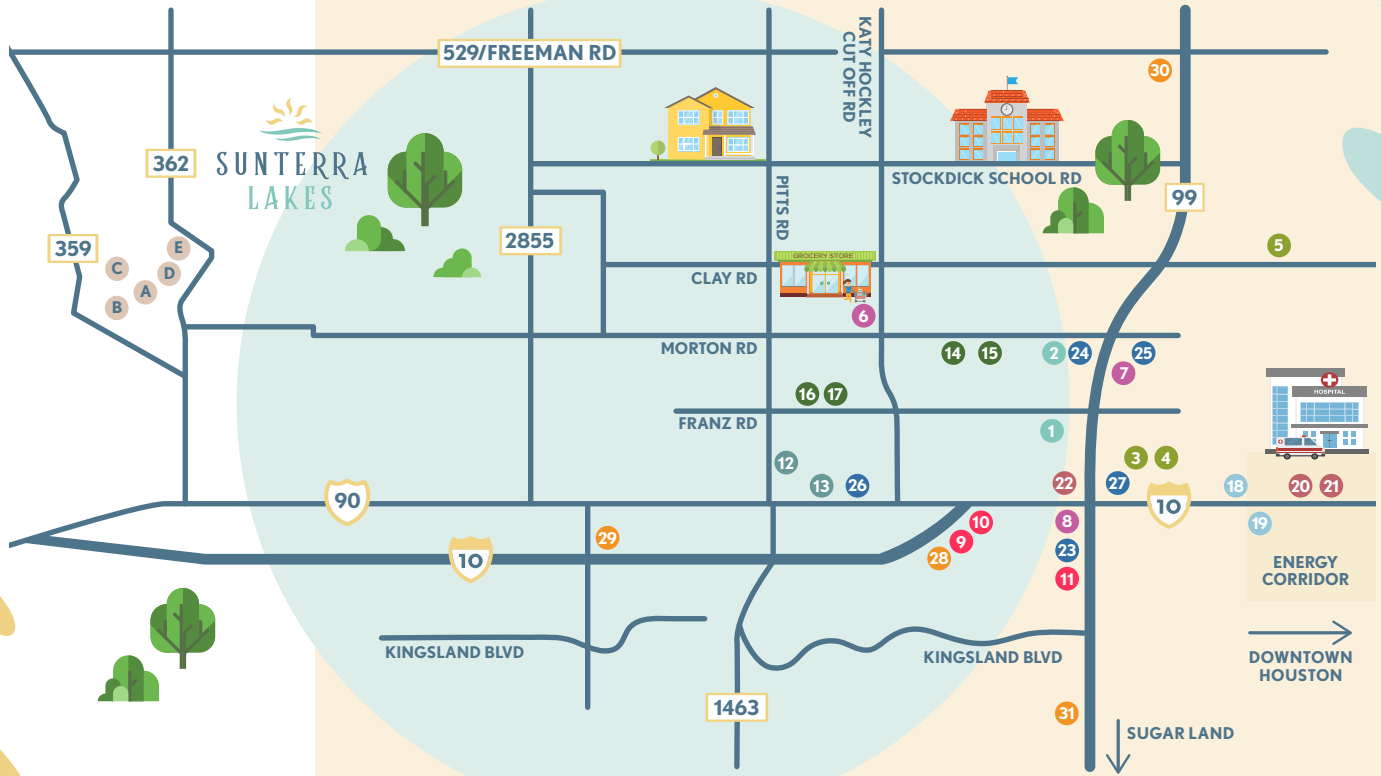 529/FREEMAN RD
KATY HOCKLEY
CUT OFF RD
30
362
SUNTERRA
LAKES
STOCKDICK SCHOOL RD
99
PITTS RD
359
E
C
D
A
B
2855
5
GROCERY STORE
CLAY RD
6
MORTON RD
14
15
2
24
25
7
HOSPITAL
16
17
FRANZ RD
1
12
3
4
13
26
22
27
18
20
21
90
10
10
8
19
29
9
23
28
11
10
ENERGY
CORRIDOR
KINGSLAND BLVD
KINGSLAND BLVD
DOWNTOWN
HOUSTON
1463
31
SUGAR LAND